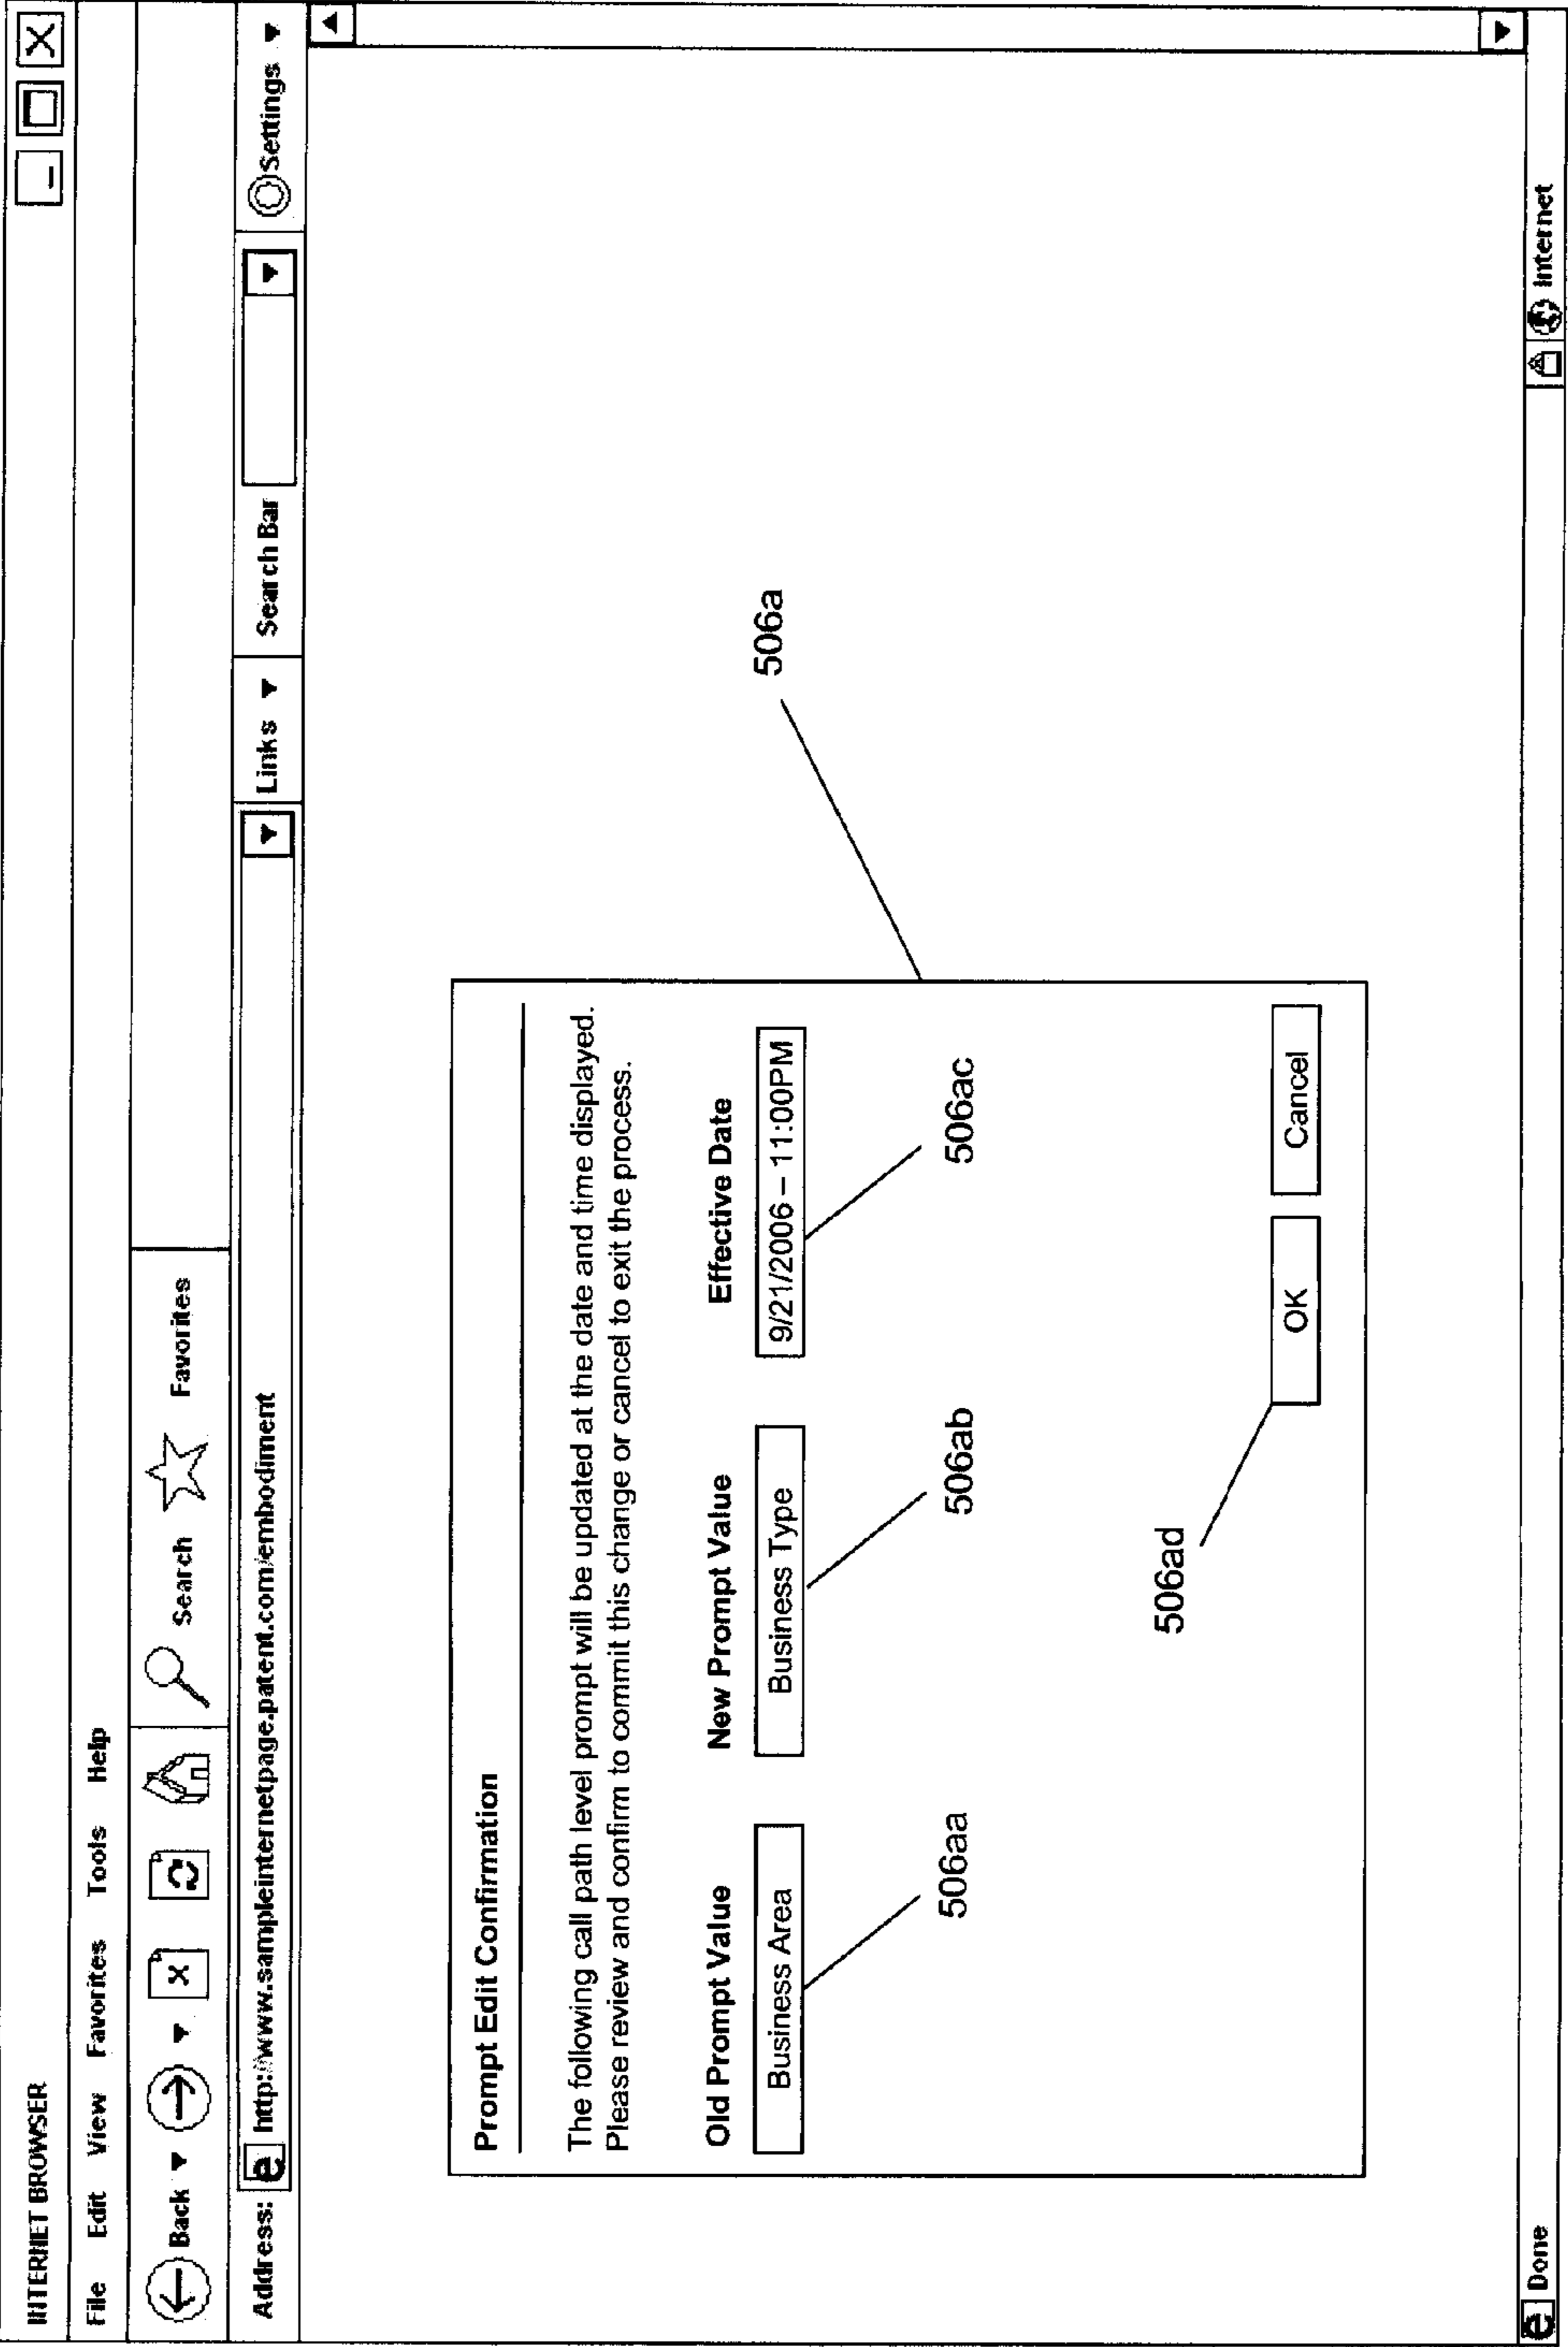 INTERNET BROWSER
File Edit View Favorites Tools Help
Back Search Favorites
Address: http://www.sampleinternetpage.patent.com/embodiment Links Search Bar Settings
506a
Prompt Edit Confirmation
The following call path level prompt will be updated at the date and time displayed.
Please review and confirm to commit this change or cancel to exit the process.
Old Prompt Value New Prompt Value Effective Date
Business Area Business Type 9/21/2006 – 11:00PM
506aa 506ab 506ac
506ad
OK Cancel
Done Internet